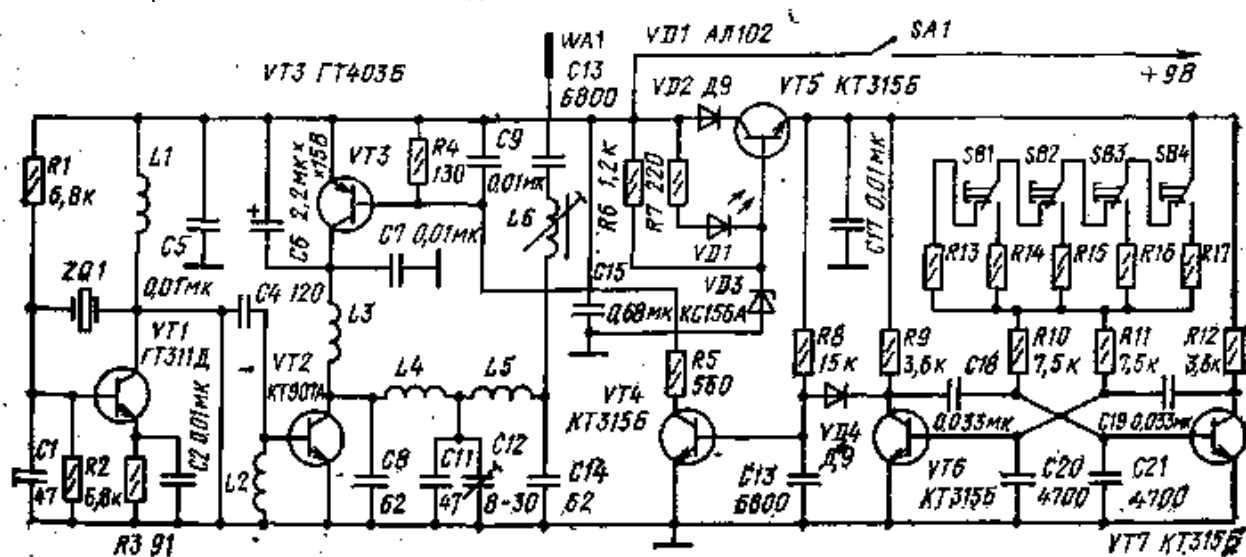 WA1
C13
6800
VD1 АЛ102
SA1
+9В
VT3 ГТ403Б
VD2 Д9
VT5 КТ315Б
R1
6,8к
L1
C5
0,01мк
C6 2,2мк×
×15В
VT3
R4
130
C9
0,01мк
L6
R6 1,2к
R7 220
VD1
C17 0,01мк
SB1
SB2
SB3
SB4
R13
R14
R15
R16
R17
ZQ1
C4 120
C7 0,01мк
C15
0,68мк
VD3
КС156А
L3
VT1
ГТ311Д
VT2
КТ907А
L4
L5
R5
560
R8
15к
R9
3,6к
C18
0,033мк
R10
7,5к
R11
7,5к
R12
3,6к
C19 0,033мк
VT4
КТ315Б
VD4
Д9
C1
47
R2
6,8к
C2 0,01мк
L2
C8
62
C11
47
C12
8-30
C14
62
C13
6800
VT6
КТ315Б
C20
4700
C21
4700
R3 91
VT7 КТ315Б